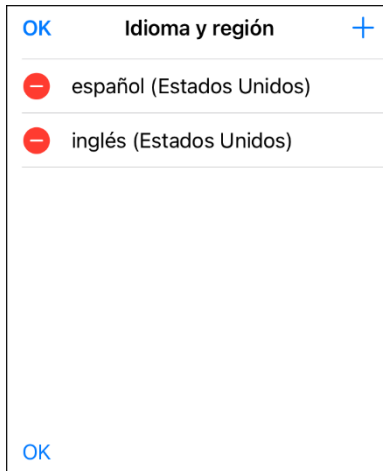 OK Idioma y región +
español (Estados Unidos)
inglés (Estados Unidos)
OK